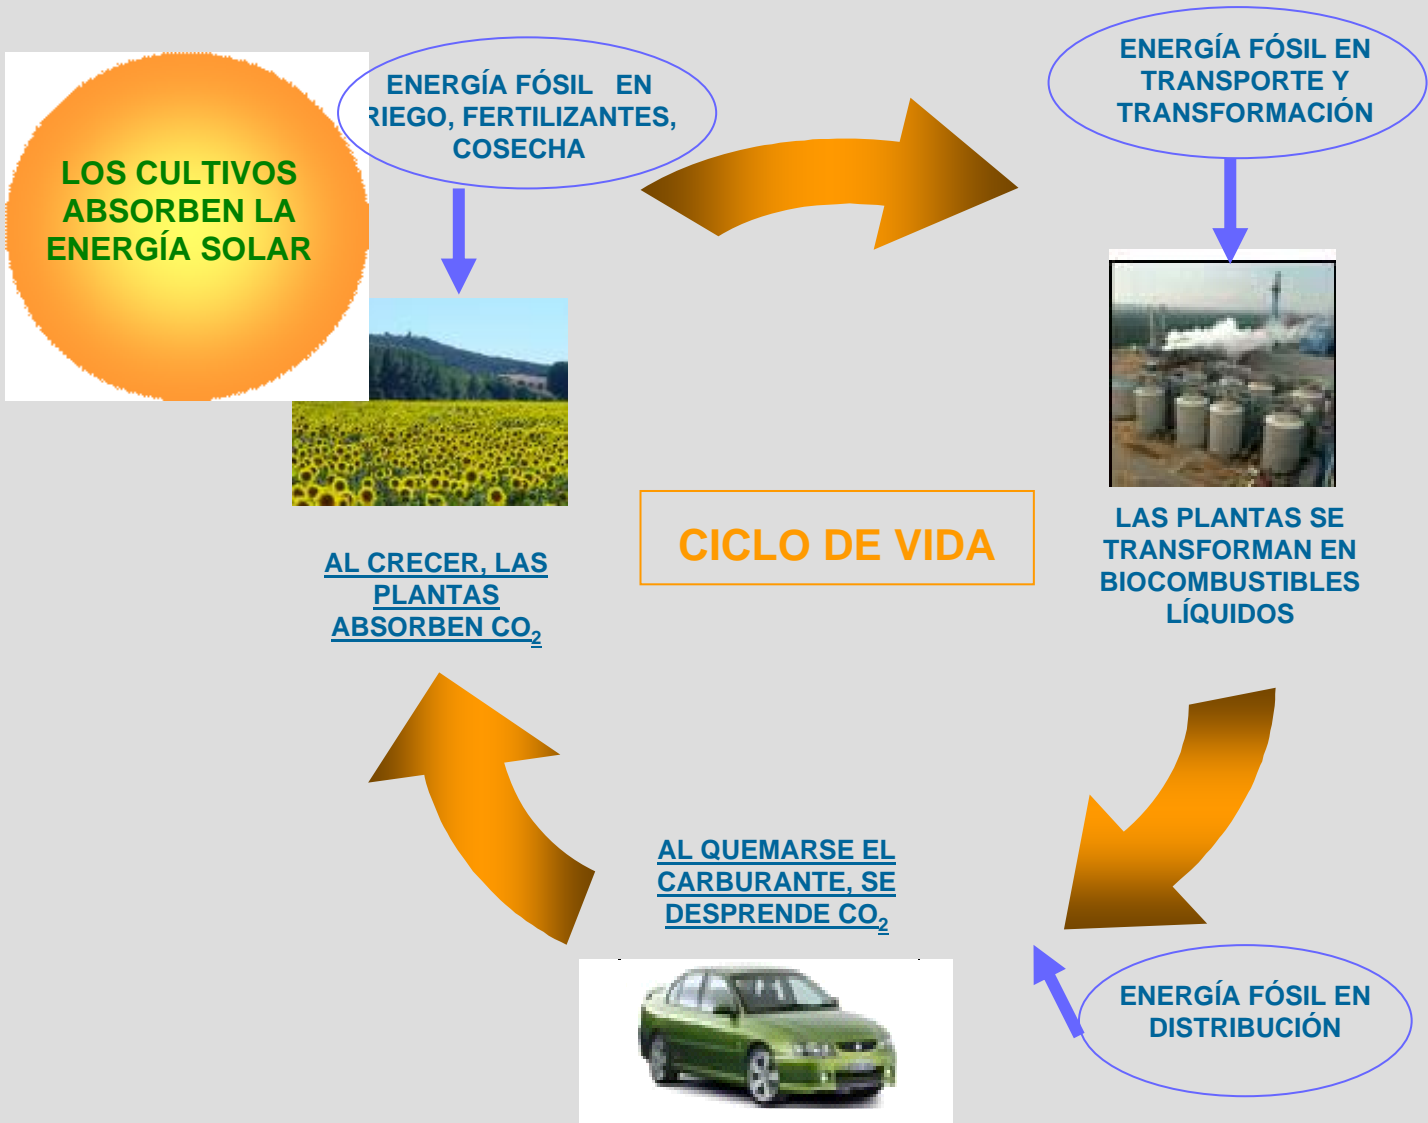 LOS CULTIVOS
ABSORBEN LA
ENERGÍA SOLAR
ENERGÍA FÓSIL EN
RIEGO, FERTILIZANTES,
COSECHA
ENERGÍA FÓSIL EN
TRANSPORTE Y
TRANSFORMACIÓN
CICLO DE VIDA
LAS PLANTAS SE
TRANSFORMAN EN
BIOCOMBUSTIBLES
LÍQUIDOS
AL CRECER, LAS
PLANTAS
ABSORBEN CO₂
AL QUEMARSE EL
CARBURANTE, SE
DESPRENDE CO₂
ENERGÍA FÓSIL EN
DISTRIBUCIÓN